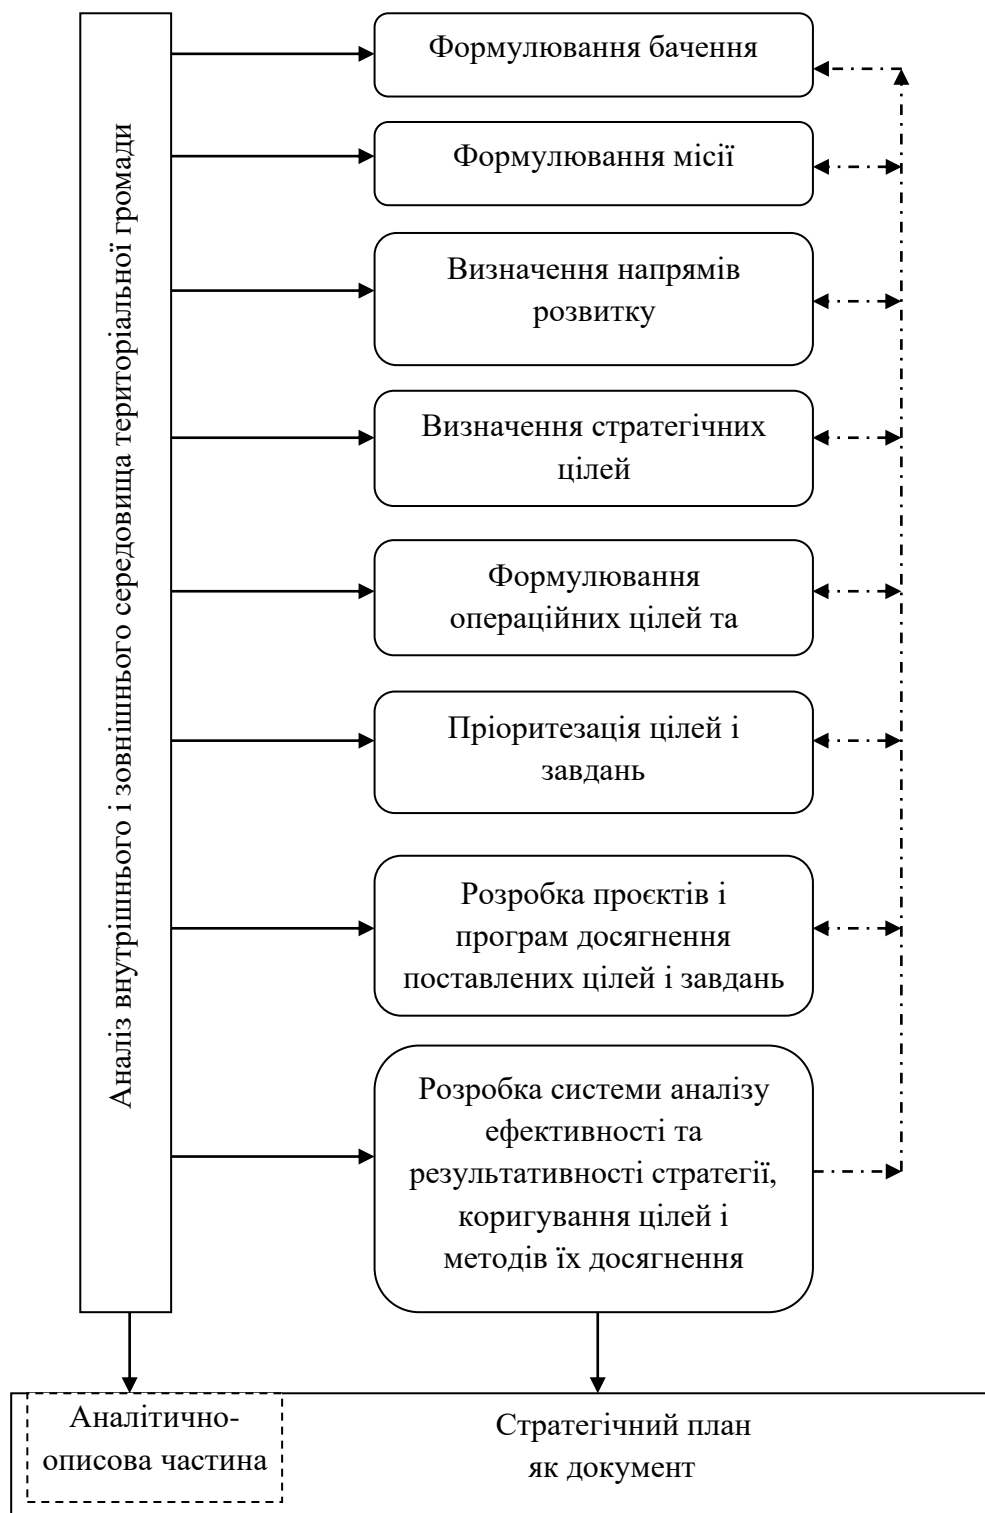 Аналіз внутрішнього і зовнішнього середовища територіальної громади
Формулювання бачення
Формулювання місії
Визначення напрямів
розвитку
Визначення стратегічних
цілей
Формулювання
операційних цілей та
Пріоритезація цілей і
завдань
Розробка проєктів і
програм досягнення
поставлених цілей і завдань
Розробка системи аналізу
ефективності та
результативності стратегії,
коригування цілей і
методів їх досягнення
Аналітично-
описова частина
Стратегічний план
як документ